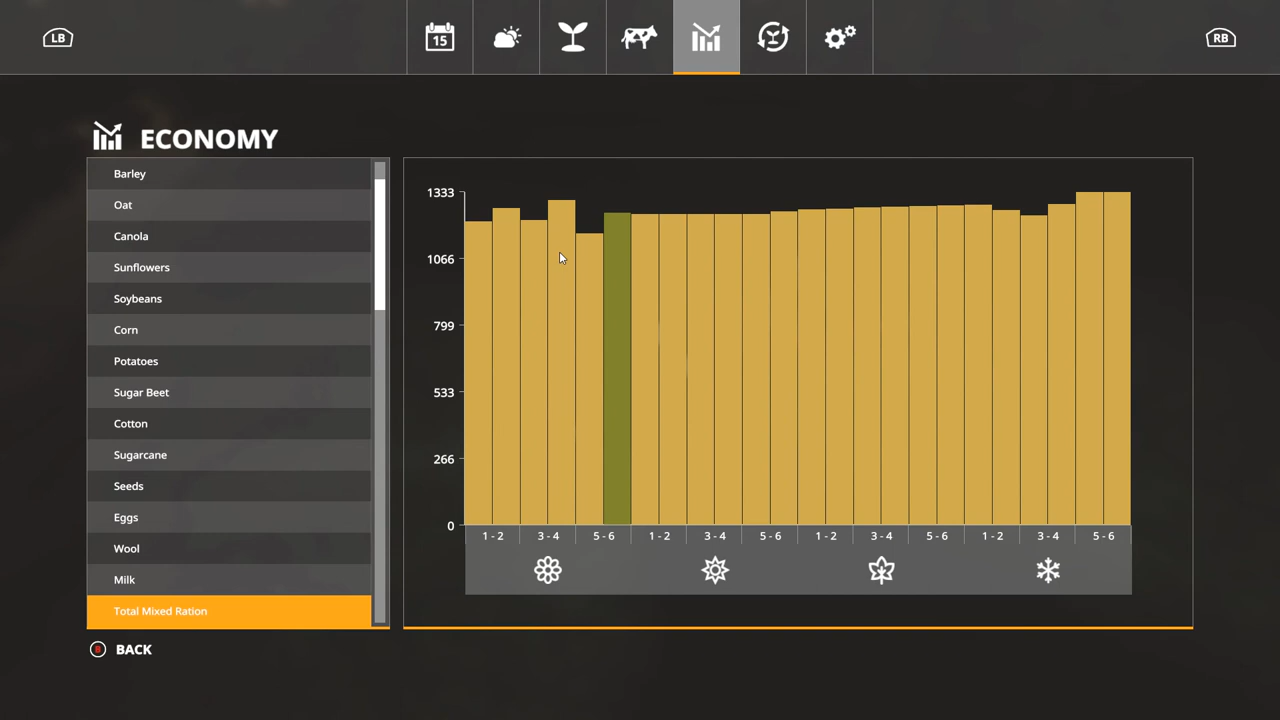 LB
15
RB
ECONOMY
Barley
Oat
Canola
Sunflowers
Soybeans
Corn
Potatoes
Sugar Beet
Cotton
Sugarcane
Seeds
Eggs
Wool
Milk
Total Mixed Ration
1333
1066
799
533
266
0
1 - 2 3 - 4 5 - 6 1 - 2 3 - 4 5 - 6 1 - 2 3 - 4 5 - 6 1 - 2 3 - 4 5 - 6
B BACK